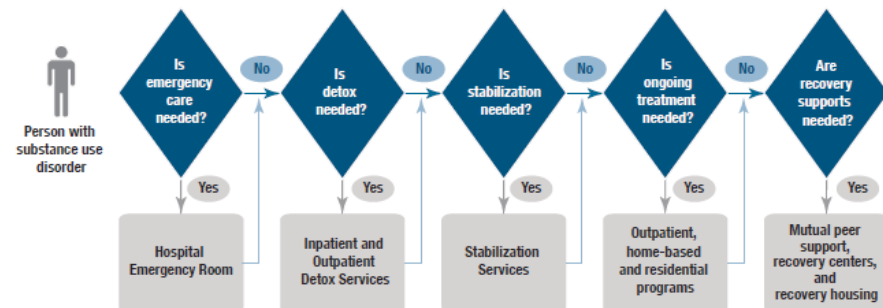 Is
emergency
care
needed?
No
Is
detox
needed?
No
Is
stabilization
needed?
No
Is
ongoing
treatment
needed?
No
Are
recovery
supports
needed?
Person with
substance use
disorder
Yes
Yes
Yes
Yes
Yes
Hospital
Emergency Room
Inpatient and
Outpatient
Detox Services
Stabilization
Services
Outpatient,
home-based
and residential
programs
Mutual peer
support,
recovery centers,
and
recovery housing